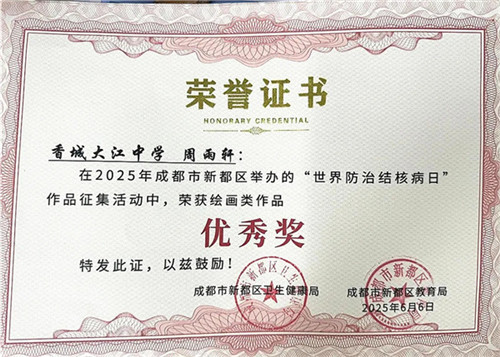 荣誉证书
HONORARY CREDENTIAL
香城大江中学 周雨轩：
在2025年成都市新都区举办的“世界防治结核病日”
作品征集活动中，荣获绘画类作品
优秀奖
特发此证，以兹鼓励！
成都市新都区卫生健康局 成都市新都区教育局
2025年6月6日